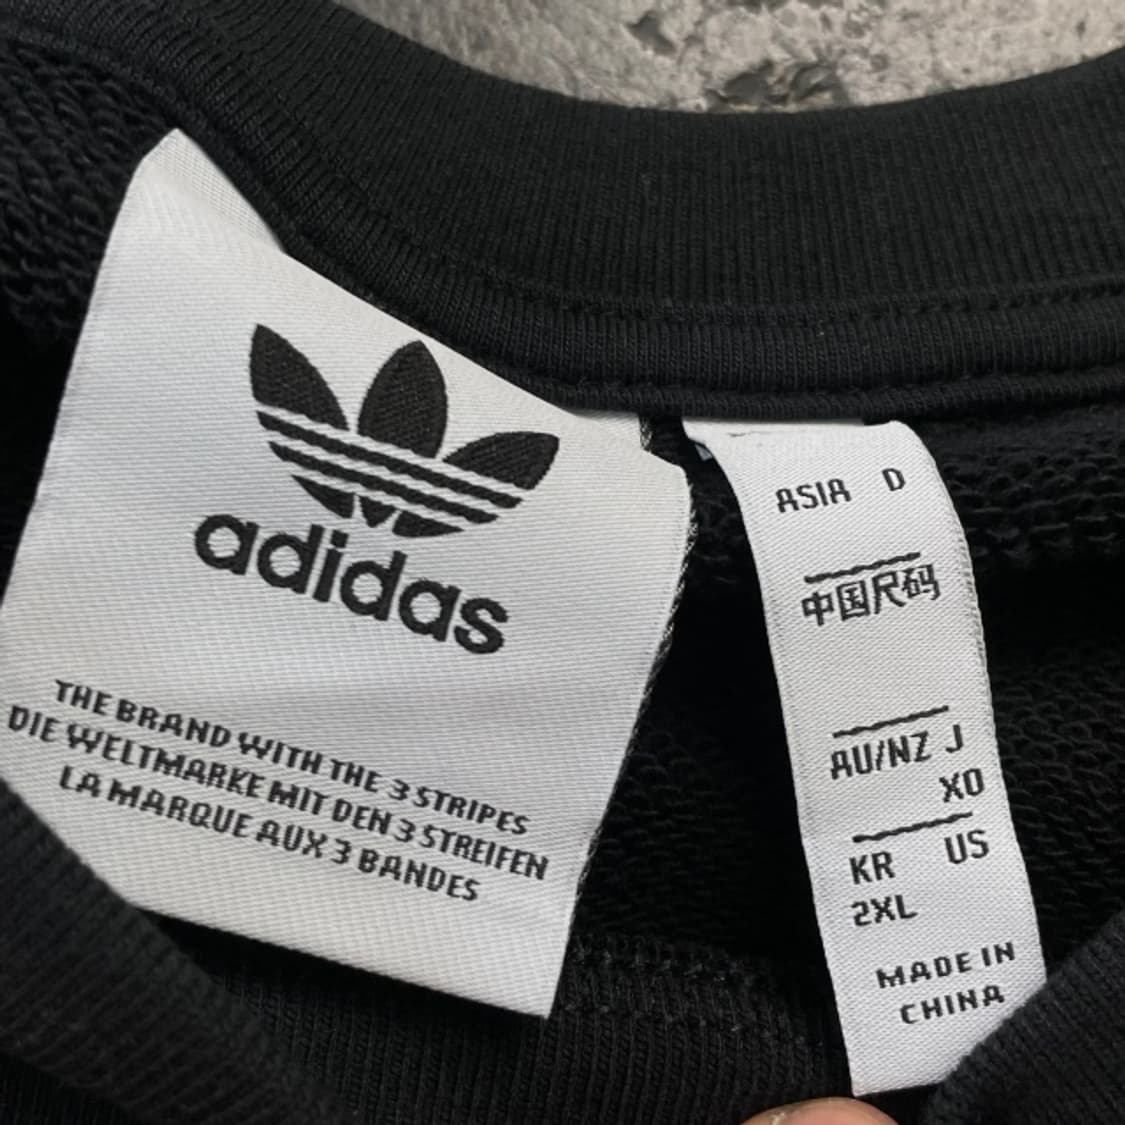 adidas
THE BRAND WITH THE 3 STRIPES
DIE WELTMARKE MIT DEN 3 STREIFEN
LA MARQUE AUX 3 BANDES
ASIA D
中国尺码
AU/NZ J
XO
KR US
2XL
MADE IN
CHINA